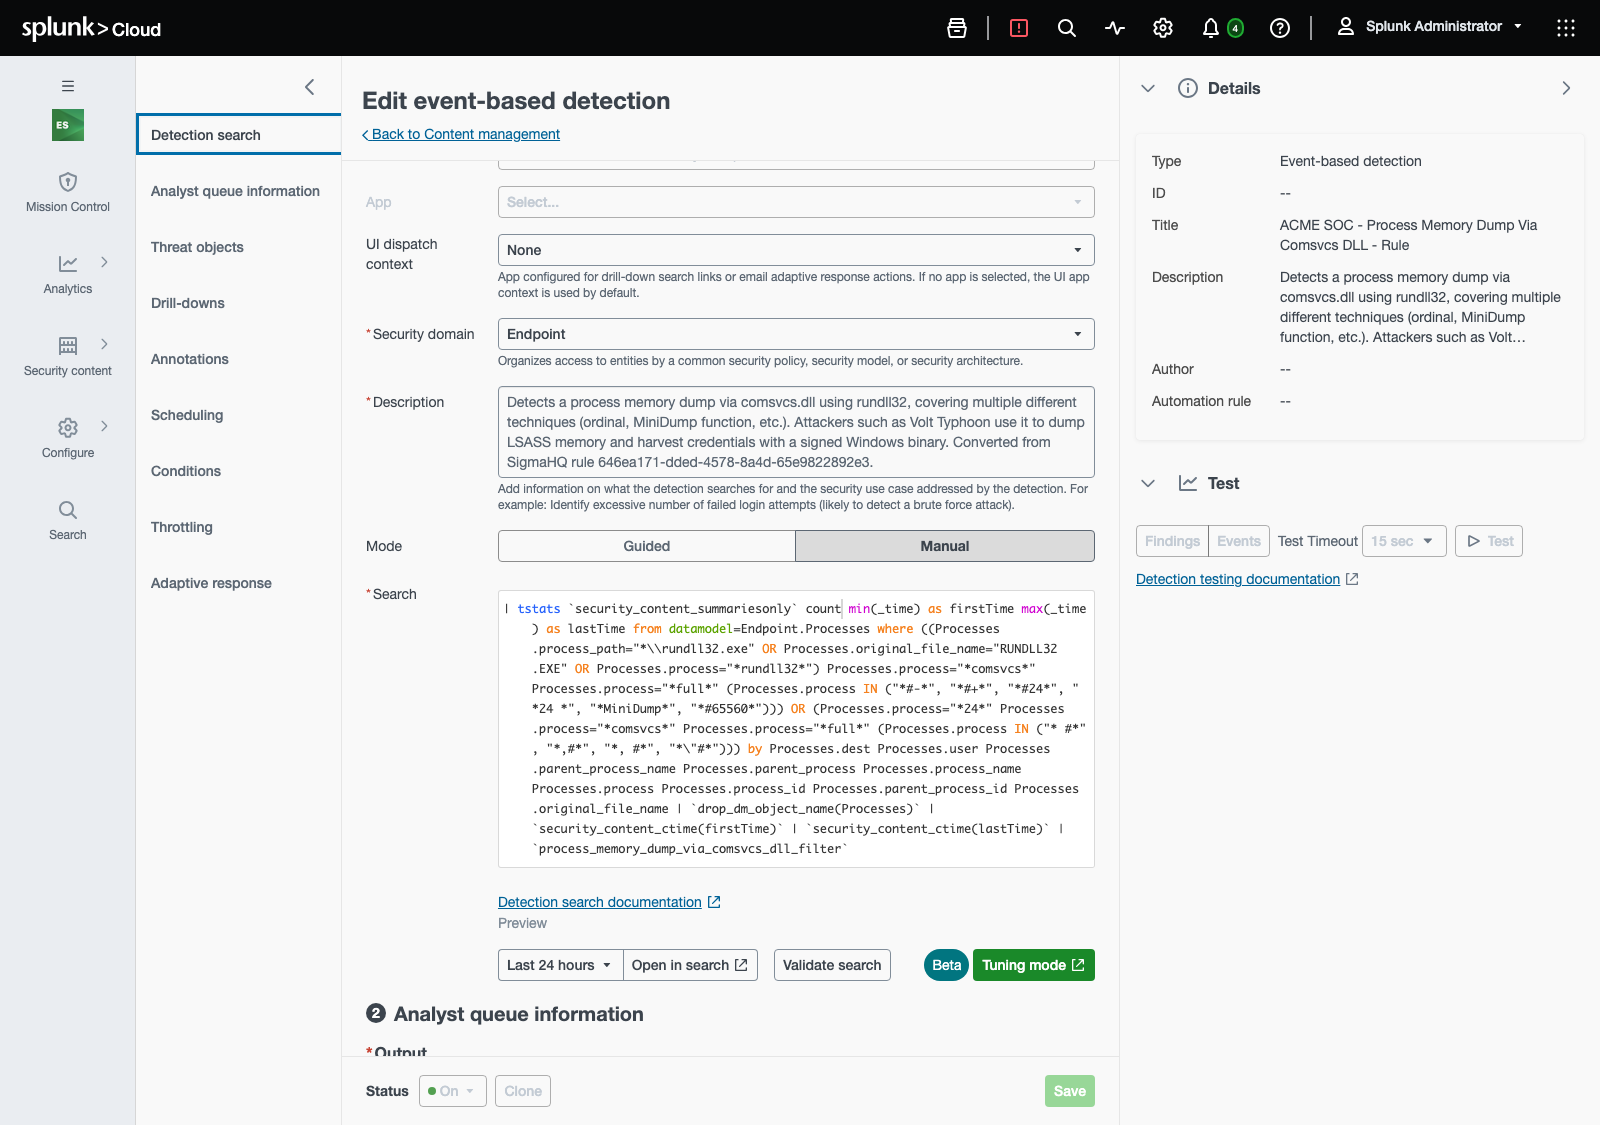 splunk>Cloud
4
Splunk Administrator
ES
Mission Control
Analytics
Security content
Configure
Search
Detection search
Analyst queue information
Threat objects
Drill-downs
Annotations
Scheduling
Conditions
Throttling
Adaptive response
Edit event-based detection
Back to Content management
App
Select...
UI dispatch
context
None
App configured for drill-down search links or email adaptive response actions. If no app is selected, the UI app
context is used by default.
*Security domain
Endpoint
Organizes access to entities by a common security policy, security model, or security architecture.
*Description
Detects a process memory dump via comsvcs.dll using rundll32, covering multiple different
techniques (ordinal, MiniDump function, etc.). Attackers such as Volt Typhoon use it to dump
LSASS memory and harvest credentials with a signed Windows binary. Converted from
SigmaHQ rule 646ea171-dded-4578-8a4d-65e9822892e3.
Add information on what the detection searches for and the security use case addressed by the detection. For
example: Identify excessive number of failed login attempts (likely to detect a brute force attack).
Mode
Guided
Manual
*Search
| tstats `security_content_summariesonly` count min(_time) as firstTime max(_time
) as lastTime from datamodel=Endpoint.Processes where ((Processes
.process_path="*\\rundll32.exe" OR Processes.original_file_name="RUNDLL32
.EXE" OR Processes.process="*rundll32*") Processes.process="*comsvcs*"
Processes.process="*full*" (Processes.process IN ("*#-*", "*#+*", "*#24*", "
*24 *", "*MiniDump*", "*#65560*"))) OR (Processes.process="*24*" Processes
.process="*comsvcs*" Processes.process="*full*" (Processes.process IN ("* #*"
, "*,#*", "*, #*", "*\"#*"))) by Processes.dest Processes.user Processes
.parent_process_name Processes.parent_process Processes.process_name
Processes.process Processes.process_id Processes.parent_process_id Processes
.original_file_name | `drop_dm_object_name(Processes)` |
`security_content_ctime(firstTime)` | `security_content_ctime(lastTime)` |
`process_memory_dump_via_comsvcs_dll_filter`
Detection search documentation
Preview
Last 24 hours
Open in search
Validate search
Beta
Tuning mode
2 Analyst queue information
*Output
Status
On
Clone
Save
Details
Type
Event-based detection
ID
--
Title
ACME SOC - Process Memory Dump Via
Comsvcs DLL - Rule
Description
Detects a process memory dump via
comsvcs.dll using rundll32, covering multiple
different techniques (ordinal, MiniDump
function, etc.). Attackers such as Volt…
Author
--
Automation rule
--
Test
Findings
Events
Test Timeout
15 sec
Test
Detection testing documentation